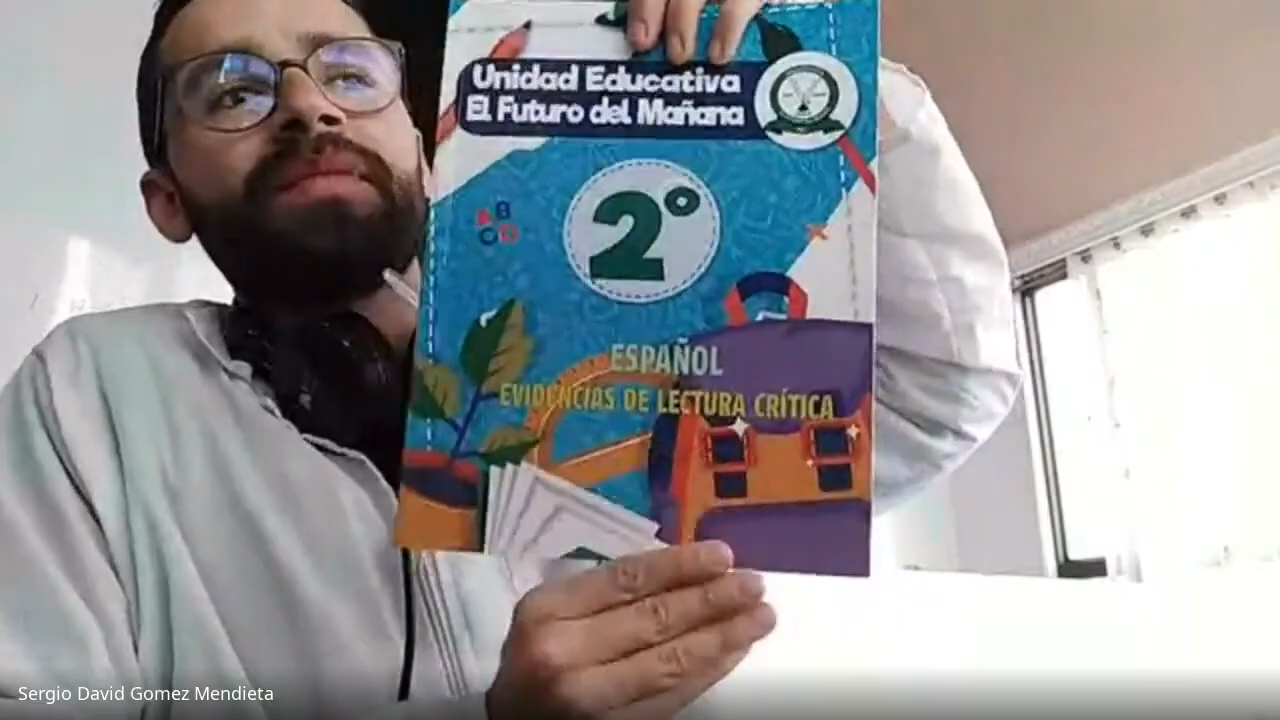 Unidad Educativa
El Futuro del Mañana
2°
A B
C D
ESPAÑOL
EVIDENCIAS DE LECTURA CRÍTICA
Sergio David Gomez Mendieta